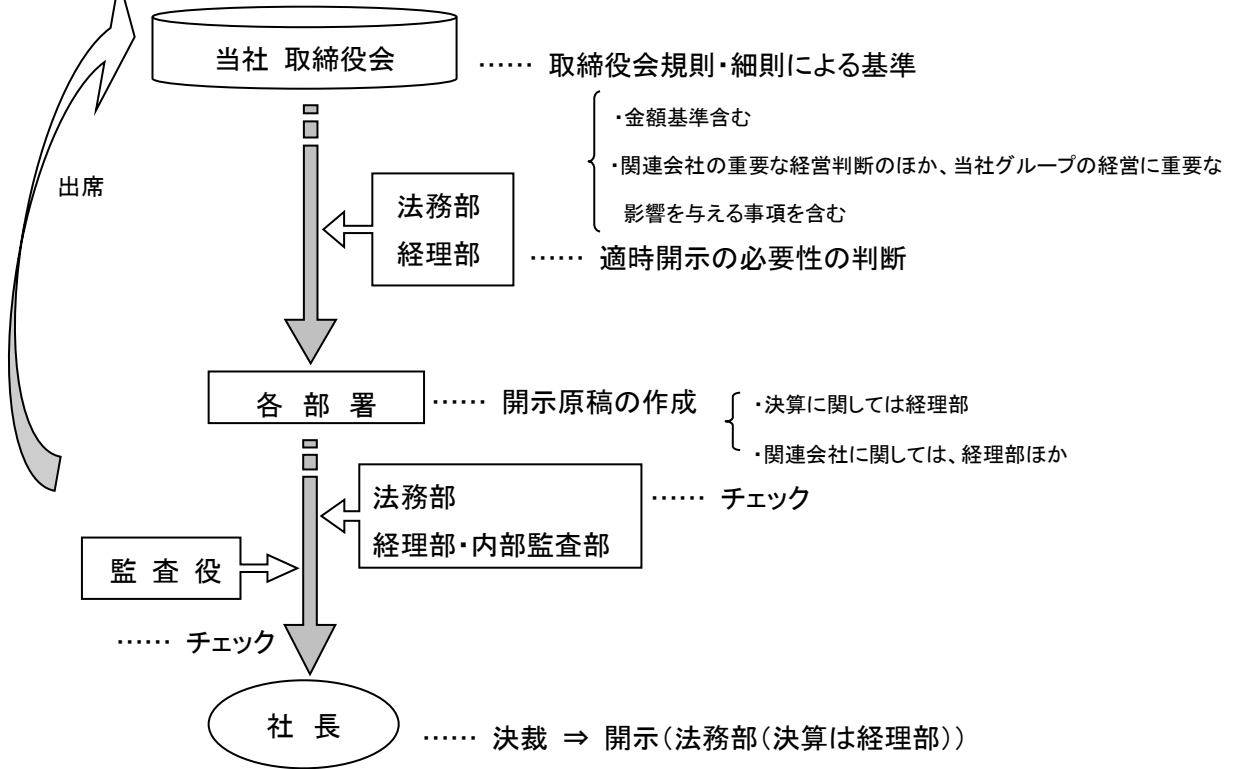 当社 取締役会
…… 取締役会規則・細則による基準
・金額基準含む
・関連会社の重要な経営判断のほか、当社グループの経営に重要な
影響を与える事項を含む
出席
法務部
経理部
…… 適時開示の必要性の判断
各 部 署
…… 開示原稿の作成
・決算に関しては経理部
・関連会社に関しては、経理部ほか
法務部
経理部・内部監査部
…… チェック
監 査 役
…… チェック
社 長
…… 決裁 ⇒ 開示(法務部(決算は経理部))